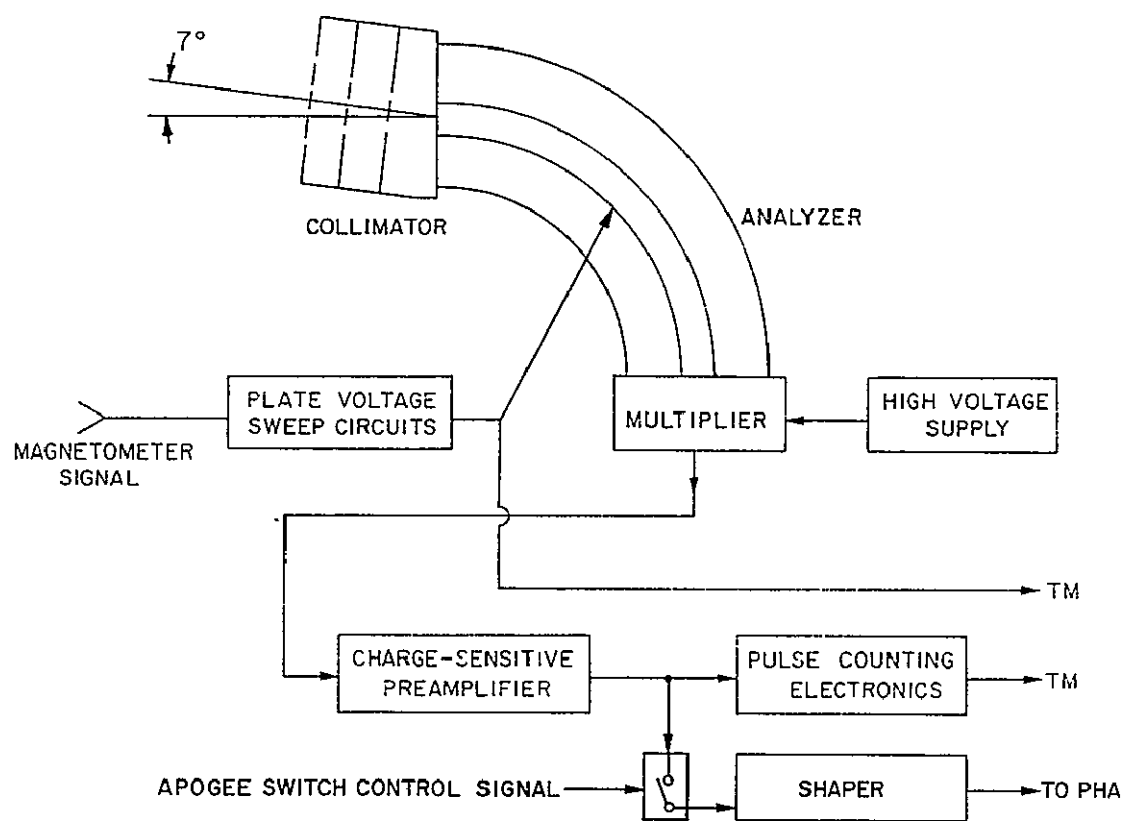 7°
COLLIMATOR
ANALYZER
PLATE VOLTAGE
SWEEP CIRCUITS
MULTIPLIER
HIGH VOLTAGE
SUPPLY
MAGNETOMETER
SIGNAL
TM
CHARGE-SENSITIVE
PREAMPLIFIER
PULSE COUNTING
ELECTRONICS
TM
APOGEE SWITCH CONTROL SIGNAL
SHAPER
TO PHA